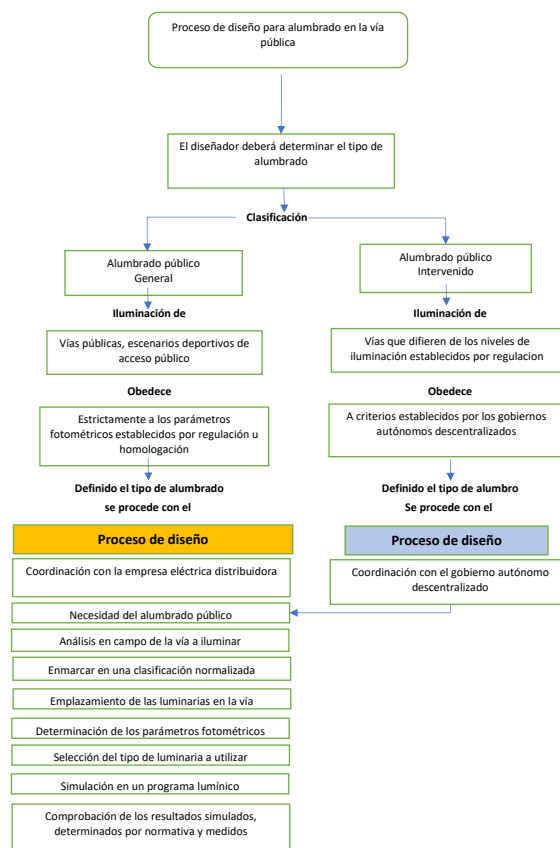 Proceso de diseño para alumbrado en la vía
pública
El diseñador deberá determinar el tipo de
alumbrado
Clasificación
Alumbrado público
General
Iluminación de
Vías públicas, escenarios deportivos de
acceso público
Obedece
Estrictamente a los parámetros
fotométricos establecidos por regulación u
homologación
Definido el tipo de alumbrado
se procede con el
Proceso de diseño
Coordinación con la empresa eléctrica distribuidora
Alumbrado público
Intervenido
Iluminación de
Vías que difieren de los niveles de
iluminación establecidos por regulacion
Obedece
A criterios establecidos por los gobiernos
autónomos descentralizados
Definido el tipo de alumbro
Se procede con el
Proceso de diseño
Coordinación con el gobierno autónomo
descentralizado
Necesidad del alumbrado público
Análisis en campo de la vía a iluminar
Enmarcar en una clasificación normalizada
Emplazamiento de las luminarias en la vía
Determinación de los parámetros fotométricos
Selección del tipo de luminaria a utilizar
Simulación en un programa lumínico
Comprobación de los resultados simulados,
determinados por normativa y medidos